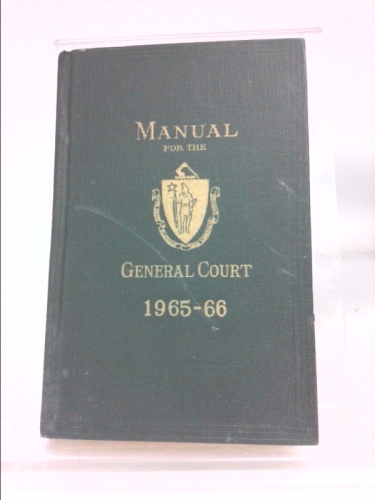 MANUAL
FOR THE
GENERAL COURT
1965-66